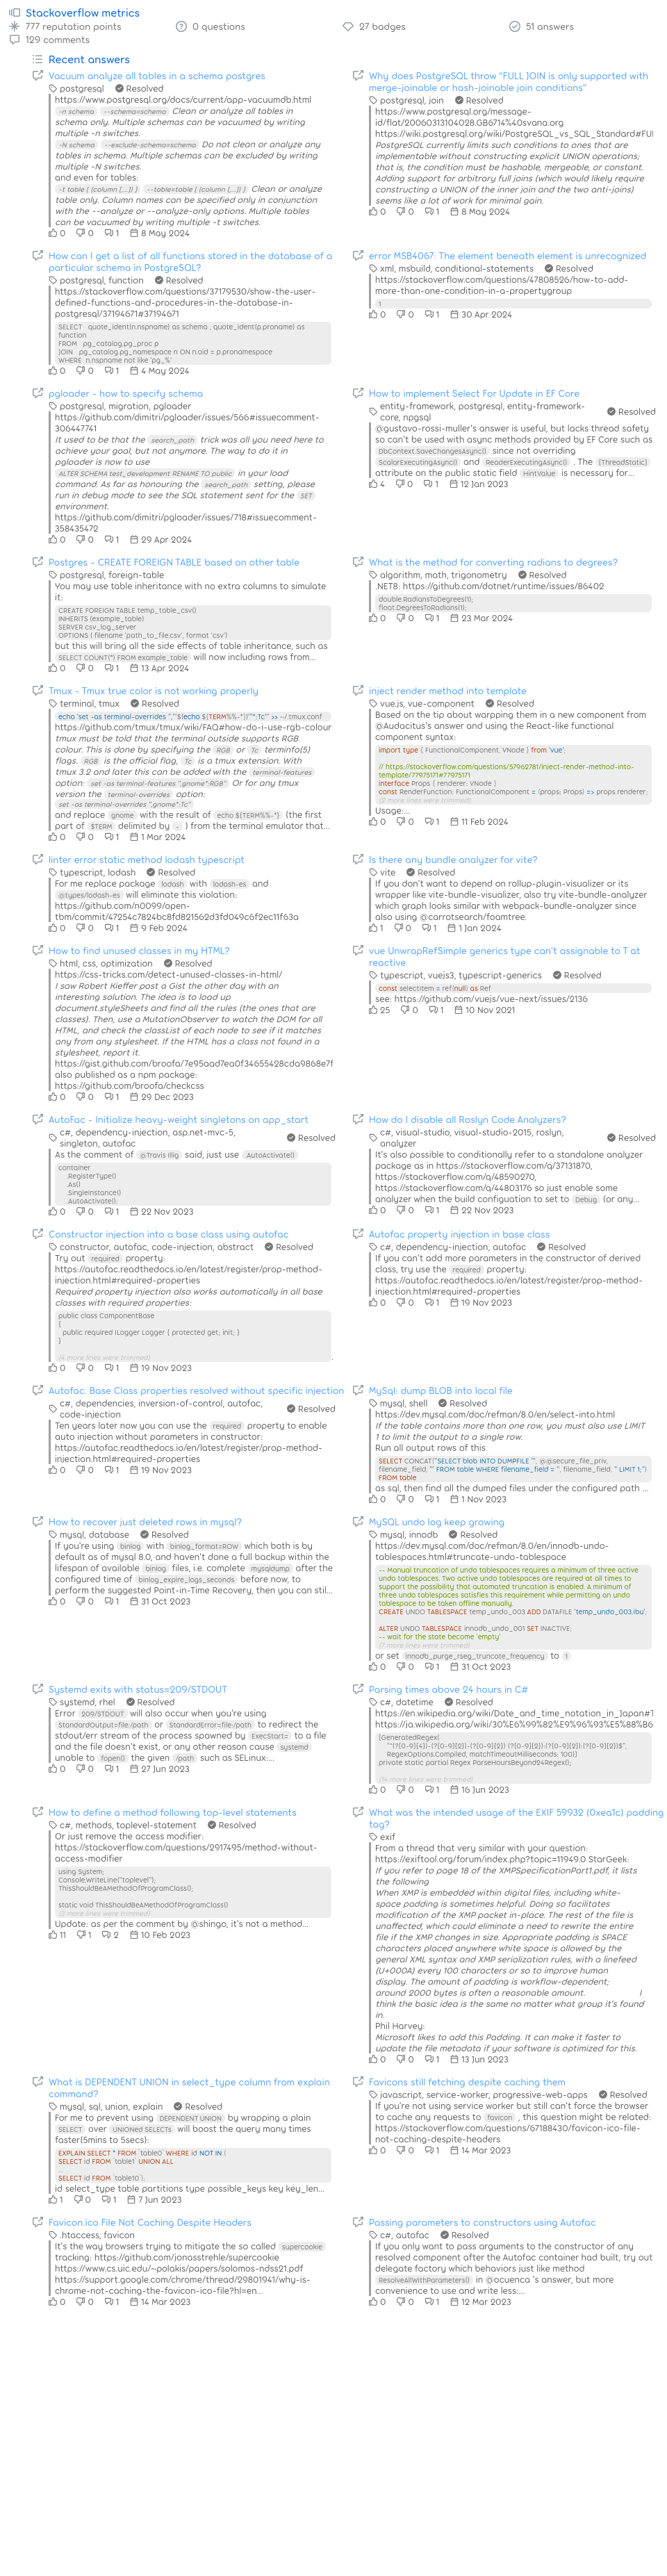 Stackoverflow metrics
777 reputation points
0 questions
27 badges
51 answers
129 comments
Recent answers
Vacuum analyze all tables in a schema postgres
postgresql Resolved
https://www.postgresql.org/docs/current/app-vacuumdb.html
-n schema --schema=schema Clean or analyze all tables in
schema only. Multiple schemas can be vacuumed by writing
multiple -n switches.
-N schema --exclude-schema=schema Do not clean or analyze any
tables in schema. Multiple schemas can be excluded by writing
multiple -N switches.
and even for tables:
-t table [ (column [,...]) ] --table=table [ (column [,...]) ] Clean or analyze
table only. Column names can be specified only in conjunction
with the --analyze or --analyze-only options. Multiple tables
can be vacuumed by writing multiple -t switches.
0 0 1 8 May 2024
Why does PostgreSQL throw "FULL JOIN is only supported with
merge-joinable or hash-joinable join conditions"
postgresql, join Resolved
https://www.postgresql.org/message-
id/flat/20060313104028.GB6714%40svana.org
https://wiki.postgresql.org/wiki/PostgreSQL_vs_SQL_Standard#FUI
PostgreSQL currently limits such conditions to ones that are
implementable without constructing explicit UNION operations;
that is, the condition must be hashable, mergeable, or constant.
Adding support for arbitrary full joins (which would likely require
constructing a UNION of the inner join and the two anti-joins)
seems like a lot of work for minimal gain.
0 0 1 8 May 2024
How can I get a list of all functions stored in the database of a
particular schema in PostgreSQL?
postgresql, function Resolved
https://stackoverflow.com/questions/37179530/show-the-user-
defined-functions-and-procedures-in-the-database-in-
postgresql/37194671#37194671
SELECT quote_ident(n.nspname) as schema , quote_ident(p.proname) as
function
FROM pg_catalog.pg_proc p
JOIN pg_catalog.pg_namespace n ON n.oid = p.pronamespace
WHERE n.nspname not like 'pg_%'
0 0 1 4 May 2024
error MSB4067: The element beneath element is unrecognized
xml, msbuild, conditional-statements Resolved
https://stackoverflow.com/questions/47808526/how-to-add-
more-than-one-condition-in-a-propertygroup
1
0 0 1 30 Apr 2024
pgloader - how to specify schema
postgresql, migration, pgloader
https://github.com/dimitri/pgloader/issues/566#issuecomment-
306447741
It used to be that the search_path trick was all you need here to
achieve your goal, but not anymore. The way to do it in
pgloader is now to use
ALTER SCHEMA test_development RENAME TO public in your load
command. As far as honouring the search_path setting, please
run in debug mode to see the SQL statement sent for the SET
environment.
https://github.com/dimitri/pgloader/issues/718#issuecomment-
358435472
0 0 1 29 Apr 2024
How to implement Select For Update in EF Core
entity-framework, postgresql, entity-framework-
core, npgsql Resolved
@gustavo-rossi-muller's answer is useful, but lacks thread safety
so can't be used with async methods provided by EF Core such as
DbContext.SaveChangesAsync() since not overriding
ScalarExecutingAsync() and ReaderExecutingAsync() . The [ThreadStatic]
attribute on the public static field HintValue is necessary for...
4 0 1 12 Jan 2023
Postgres - CREATE FOREIGN TABLE based on other table
postgresql, foreign-table
You may use table inheritance with no extra columns to simulate
it:
CREATE FOREIGN TABLE temp_table_csv()
INHERITS (example_table)
SERVER csv_log_server
OPTIONS ( filename 'path_to_file.csv', format 'csv')
but this will bring all the side effects of table inheritance, such as
SELECT COUNT(*) FROM example_table will now including rows from...
0 0 1 13 Apr 2024
What is the method for converting radians to degrees?
algorithm, math, trigonometry Resolved
.NET8: https://github.com/dotnet/runtime/issues/86402
double.RadiansToDegrees(1);
float.DegreesToRadians(1);
0 0 1 23 Mar 2024
Tmux - Tmux true color is not working properly
terminal, tmux Resolved
echo 'set -as terminal-overrides ","'$(echo ${TERM%%-*})'"*:Tc"' >> ~/.tmux.conf
https://github.com/tmux/tmux/wiki/FAQ#how-do-i-use-rgb-colour
tmux must be told that the terminal outside supports RGB
colour. This is done by specifying the RGB or Tc terminfo(5)
flags. RGB is the official flag, Tc is a tmux extension. With
tmux 3.2 and later this can be added with the terminal-features
option: set -as terminal-features ",gnome*:RGB" Or for any tmux
version the terminal-overrides option:
set -as terminal-overrides ",gnome*:Tc"
and replace gnome with the result of echo ${TERM%%-*} (the first
part of $TERM delimited by - ) from the terminal emulator that...
0 0 1 1 Mar 2024
inject render method into template
vue.js, vue-component Resolved
Based on the tip about warpping them in a new component from
@Audacitus's answer and using the React-like functional
component syntax:
import type { FunctionalComponent, VNode } from 'vue';
// https://stackoverflow.com/questions/57962781/inject-render-method-into-
template/77975171#77975171
interface Props { renderer: VNode }
const RenderFunction: FunctionalComponent = (props: Props) => props.renderer;
(2 more lines were trimmed)
Usage:...
0 0 1 11 Feb 2024
linter error static method lodash typescript
typescript, lodash Resolved
For me replace package lodash with lodash-es and
@types/lodash-es will eliminate this violation:
https://github.com/n0099/open-
tbm/commit/47254c7824bc8fd821562d3fd049c6f2ec11f63a
0 0 1 9 Feb 2024
Is there any bundle analyzer for vite?
vite Resolved
If you don't want to depend on rollup-plugin-visualizer or its
wrapper like vite-bundle-visualizer, also try vite-bundle-analyzer
which graph looks similar with webpack-bundle-analyzer since
also using @carrotsearch/foamtree.
1 0 1 1 Jan 2024
How to find unused classes in my HTML?
html, css, optimization Resolved
https://css-tricks.com/detect-unused-classes-in-html/
I saw Robert Kieffer post a Gist the other day with an
interesting solution. The idea is to load up
document.styleSheets and find all the rules (the ones that are
classes). Then, use a MutationObserver to watch the DOM for all
HTML, and check the classList of each node to see if it matches
any from any stylesheet. If the HTML has a class not found in a
stylesheet, report it.
https://gist.github.com/broofa/7e95aad7ea0f34655428cda9868e7f
also published as a npm package:
https://github.com/broofa/checkcss
0 0 1 29 Dec 2023
vue UnwrapRefSimple generics type can't assignable to T at
reactive
typescript, vuejs3, typescript-generics Resolved
const selectItem = ref(null) as Ref
see: https://github.com/vuejs/vue-next/issues/2136
25 0 1 10 Nov 2021
AutoFac - Initialize heavy-weight singletons on app_start
c#, dependency-injection, asp.net-mvc-5,
singleton, autofac Resolved
As the comment of @Travis Illig said, just use .AutoActivate()
container
.RegisterType()
.As()
.SingleInstance()
.AutoActivate();
0 0 1 22 Nov 2023
How do I disable all Roslyn Code Analyzers?
c#, visual-studio, visual-studio-2015, roslyn,
analyzer Resolved
It's also possible to conditionally refer to a standalone analyzer
package as in https://stackoverflow.com/q/37131870,
https://stackoverflow.com/q/48590270,
https://stackoverflow.com/q/44803176 so just enable some
analyzer when the build configuation to set to Debug (or any...
0 0 1 22 Nov 2023
Constructor injection into a base class using autofac
constructor, autofac, code-injection, abstract Resolved
Try out required property:
https://autofac.readthedocs.io/en/latest/register/prop-method-
injection.html#required-properties
Required property injection also works automatically in all base
classes with required properties:
public class ComponentBase
{
public required ILogger Logger { protected get; init; }
}
(4 more lines were trimmed)
.
0 0 1 19 Nov 2023
Autofac property injection in base class
c#, dependency-injection, autofac Resolved
If you can't add more parameters in the constructor of derived
class, try use the required property:
https://autofac.readthedocs.io/en/latest/register/prop-method-
injection.html#required-properties
0 0 1 19 Nov 2023
Autofac. Base Class properties resolved without specific injection
c#, dependencies, inversion-of-control, autofac,
code-injection Resolved
Ten years later now you can use the required property to enable
auto injection without parameters in constructor:
https://autofac.readthedocs.io/en/latest/register/prop-method-
injection.html#required-properties
0 0 1 19 Nov 2023
MySql: dump BLOB into local file
mysql, shell Resolved
https://dev.mysql.com/doc/refman/8.0/en/select-into.html
If the table contains more than one row, you must also use LIMIT
1 to limit the output to a single row.
Run all output rows of this
SELECT CONCAT("SELECT blob INTO DUMPFILE '", @@secure_file_priv,
filename_field, "' FROM table WHERE filename_field = '", filename_field, "' LIMIT 1;")
FROM table
as sql, then find all the dumped files under the configured path ...
0 0 1 1 Nov 2023
How to recover just deleted rows in mysql?
mysql, database Resolved
If you're using binlog with binlog_format=ROW which both is by
default as of mysql 8.0, and haven't done a full backup within the
lifespan of available binlog files, i.e. complete mysqldump after the
configured time of binlog_expire_logs_seconds before now, to
perform the suggested Point-in-Time Recovery, then you can stil...
0 0 1 31 Oct 2023
MySQL undo log keep growing
mysql, innodb Resolved
https://dev.mysql.com/doc/refman/8.0/en/innodb-undo-
tablespaces.html#truncate-undo-tablespace
-- Manual truncation of undo tablespaces requires a minimum of three active
undo tablespaces. Two active undo tablespaces are required at all times to
support the possibility that automated truncation is enabled. A minimum of
three undo tablespaces satisfies this requirement while permitting an undo
tablespace to be taken offline manually.
CREATE UNDO TABLESPACE temp_undo_003 ADD DATAFILE 'temp_undo_003.ibu';
ALTER UNDO TABLESPACE innodb_undo_001 SET INACTIVE;
-- wait for the state become 'empty'
(7 more lines were trimmed)
or set innodb_purge_rseg_truncate_frequency to 1
0 0 1 31 Oct 2023
Systemd exits with status=209/STDOUT
systemd, rhel Resolved
Error 209/STDOUT will also occur when you're using
StandardOutput=file:/path or StandardError=file:/path to redirect the
stdout/err stream of the process spawned by ExecStart= to a file
and the file doesn't exist, or any other reason cause systemd
unable to fopen() the given /path such as SELinux:...
0 0 1 27 Jun 2023
Parsing times above 24 hours in C#
c#, datetime Resolved
https://en.wikipedia.org/wiki/Date_and_time_notation_in_Japan#T
https://ja.wikipedia.org/wiki/30%E6%99%82%E9%96%93%E5%88%B6
[GeneratedRegex(
"^(?[0-9]{4})-(?[0-9]{2})-(?[0-9]{2}) (?[0-9]{2}):(?[0-9]{2}):(?[0-9]{2})$",
RegexOptions.Compiled, matchTimeoutMilliseconds: 100)]
private static partial Regex ParseHoursBeyond24Regex();
(14 more lines were trimmed)
0 0 1 16 Jun 2023
How to define a method following top-level statements
c#, methods, toplevel-statement Resolved
Or just remove the access modifier:
https://stackoverflow.com/questions/2917495/method-without-
access-modifier
using System;
Console.WriteLine("toplevel");
ThisShouldBeAMethodOfProgramClass();
static void ThisShouldBeAMethodOfProgramClass()
(3 more lines were trimmed)
Update: as per the comment by @shingo, it's not a method...
11 1 2 10 Feb 2023
What was the intended usage of the EXIF 59932 (0xea1c) padding
tag?
exif
From a thread that very similar with your question:
https://exiftool.org/forum/index.php?topic=11949.0 StarGeek:
If you refer to page 18 of the XMPSpecificationPart1.pdf, it lists
the following
When XMP is embedded within digital files, including white-
space padding is sometimes helpful. Doing so facilitates
modification of the XMP packet in-place. The rest of the file is
unaffected, which could eliminate a need to rewrite the entire
file if the XMP changes in size. Appropriate padding is SPACE
characters placed anywhere white space is allowed by the
general XML syntax and XMP serialization rules, with a linefeed
(U+000A) every 100 characters or so to improve human
display. The amount of padding is workflow-dependent;
around 2000 bytes is often a reasonable amount. I
think the basic idea is the same no matter what group it's found
in.
Phil Harvey:
Microsoft likes to add this Padding. It can make it faster to
update the file metadata if your software is optimized for this.
0 0 1 13 Jun 2023
What is DEPENDENT UNION in select_type column from explain
command?
mysql, sql, union, explain Resolved
For me to prevent using DEPENDENT UNION by wrapping a plain
SELECT over UNIONed SELECTs will boost the query many times
faster(5mins to 5secs):
EXPLAIN SELECT * FROM `table0` WHERE id NOT IN (
SELECT id FROM `table1` UNION ALL
...
SELECT id FROM `table10`);
id select_type table partitions type possible_keys key key_len...
1 0 1 7 Jun 2023
Favicons still fetching despite caching them
javascript, service-worker, progressive-web-apps Resolved
If you're not using service worker but still can't force the browser
to cache any requests to favicon , this question might be related:
https://stackoverflow.com/questions/67188430/favicon-ico-file-
not-caching-despite-headers
0 0 1 14 Mar 2023
Favicon.ico File Not Caching Despite Headers
.htaccess, favicon
It's the way browsers trying to mitigate the so called supercookie
tracking: https://github.com/jonasstrehle/supercookie
https://www.cs.uic.edu/~polakis/papers/solomos-ndss21.pdf
https://support.google.com/chrome/thread/29801941/why-is-
chrome-not-caching-the-favicon-ico-file?hl=en...
0 0 1 14 Mar 2023
Passing parameters to constructors using Autofac
c#, autofac Resolved
If you only want to pass arguments to the constructor of any
resolved component after the Autofac container had built, try out
delegate factory which behaviors just like method
ResolveAllWithParameters() in @ocuenca 's answer, but more
convenience to use and write less:...
0 0 1 12 Mar 2023